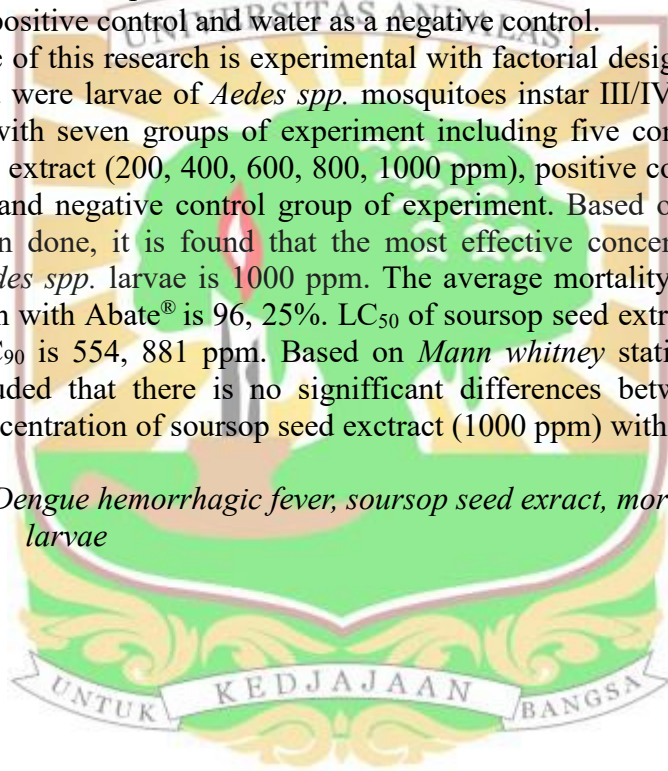 positive control and water as a negative control.
UNIVERSITAS ANDALAS
e of this research is experimental with factorial desig
were larvae of Aedes spp. mosquitoes instar III/IV
with seven groups of experiment including five con
extract (200, 400, 600, 800, 1000 ppm), positive co
and negative control group of experiment. Based o
n done, it is found that the most effective concer
des spp. larvae is 1000 ppm. The average mortality
n with Abate® is 96, 25%. LC50 of soursop seed extr
C90 is 554, 881 ppm. Based on Mann whitney stati
uded that there is no signifficant differences betw
centration of soursop seed exctract (1000 ppm) with
Dengue hemorrhagic fever, soursop seed exract, mor
larvae
UNTUK KEDJAJAAN BANGSA